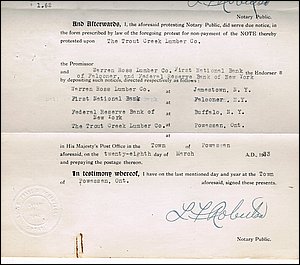 L F Roberts
Notary Public.
1.62
And Afterwards, I, the aforesaid protesting Notary Public, did serve due notice, in
the form prescribed by law of the foregoing protest for non-payment of the NOTE thereby
protested upon The Trout Creek Lumber Co.
the Promissor
and Warren Ross Lumber Co. First National Bank
of Falconer, and Federal Reserve Bank of New York the Endorser s
by depositing such notices, directed respectively as follows:
Warren Ross Lumber Co. at Jamestown, N. Y.
First National Bank at Falconer, N. Y.
Federal Reserve Bank of at Buffalo, N. Y.
New York at
The Trout Creek Lumber Co. at Powassan, Ont.
in His Majesty's Post Office in the Town of Powassan
aforesaid, on the twenty-eighth day of March A.D., 1923
and prepaying the postage thereon.
In testimony whereof, I have on the last mentioned day and year at the Town
of Powassan, Ont. aforesaid, signed these presents.
L F Roberts
Notary Public.